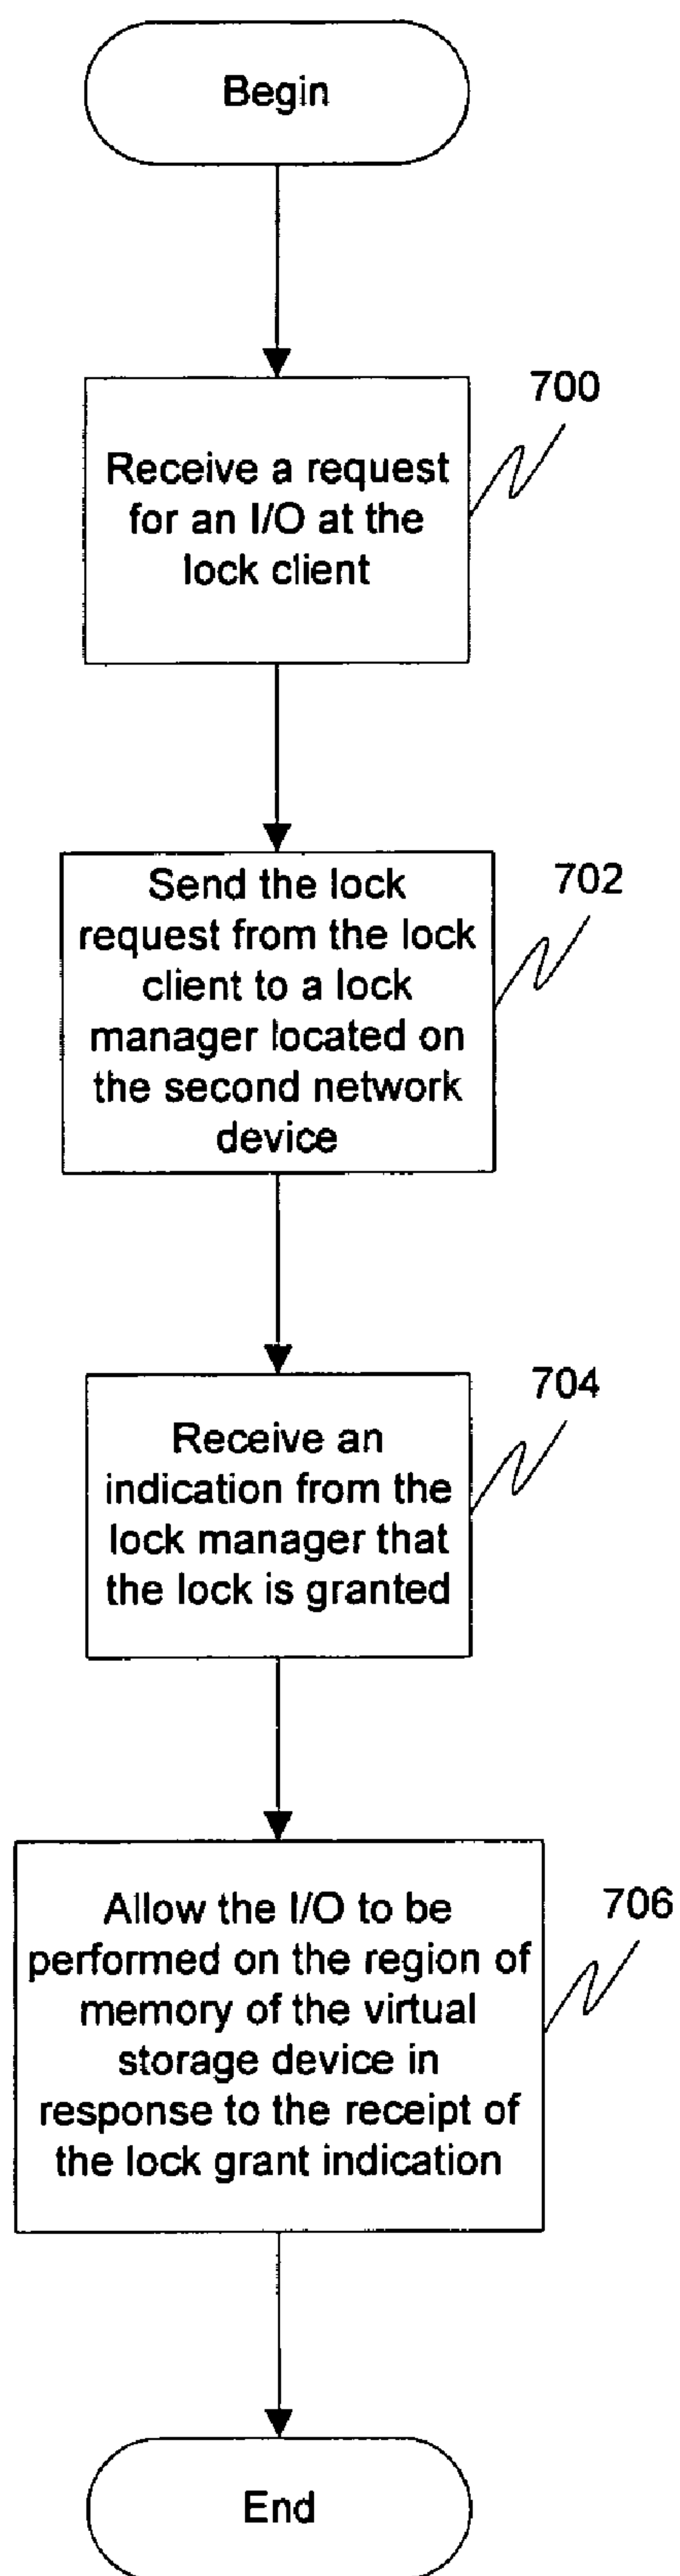 Begin
700
Receive a request
for an I/O at the
lock client
702
Send the lock
request from the lock
client to a lock
manager located on
the second network
device
704
Receive an
indication from the
lock manager that
the lock is granted
706
Allow the I/O to be
performed on the region of
memory of the virtual
storage device in
response to the receipt of
the lock grant indication
End